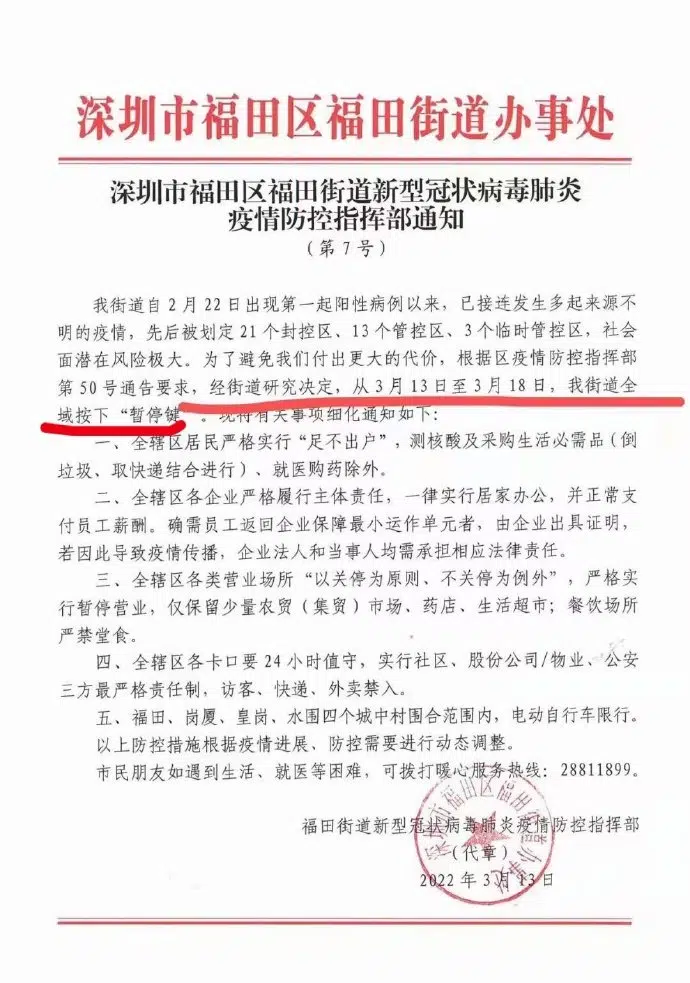 深圳市福田区福田街道办事处
深圳市福田区福田街道新型冠状病毒肺炎
疫情防控指挥部通知
（第7号）
我街道自2月22日出现第一起阳性病例以来，已接连发生多起来源不
明的疫情，先后被划定21个封控区、13个管控区、3个临时管控区，社会
面潜在风险极大。为了避免我们付出更大的代价，根据区疫情防控指挥部
第50号通告要求，经街道研究决定，从3月13日至3月18日，我街道全
域按下“暂停键”。现将有关事项细化通知如下：
一、全辖区居民严格实行“足不出户”，测核酸及采购生活必需品（倒
垃圾、取快递结合进行）、就医购药除外。
二、全辖区各企业严格履行主体责任，一律实行居家办公，并正常支
付员工薪酬。确需员工返回企业保障最小运作单元者，由企业出具证明，
若因此导致疫情传播，企业法人和当事人均需承担相应法律责任。
三、全辖区各类营业场所“以关停为原则、不关停为例外”，严格实
行暂停营业，仅保留少量农贸（集贸）市场、药店、生活超市；餐饮场所
严禁堂食。
四、全辖区各卡口要24小时值守，实行社区、股份公司/物业、公安
三方最严格责任制，访客、快递、外卖禁入。
五、福田、岗厦、皇岗、水围四个城中村围合范围内，电动自行车限行。
以上防控措施根据疫情进展、防控需要进行动态调整。
市民朋友如遇到生活、就医等困难，可拨打暖心服务热线：28811899。
福田街道新型冠状病毒肺炎疫情防控指挥部
（代章）
2022年3月13日
深圳市福田区福田街道办事处